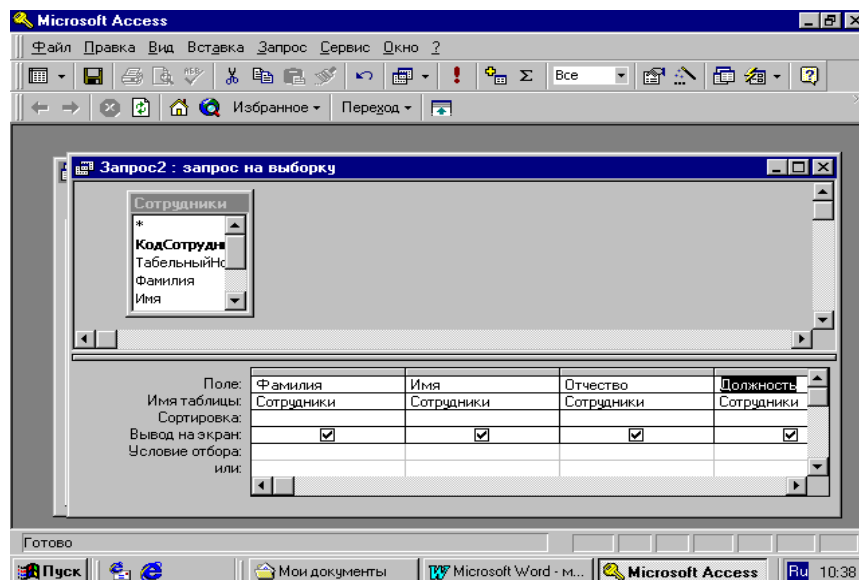 Microsoft Access
Файл Правка Вид Вставка Запрос Сервис Окно ?
Все
Избранное Переход
Запрос2 : запрос на выборку
Сотрудники
*
КодСотрудн
ТабельныйНо
Фамилия
Имя
Поле: Фамилия Имя Отчество Должность
Имя таблицы: Сотрудники Сотрудники Сотрудники Сотрудники
Сортировка:
Вывод на экран:
Условие отбора:
или:
Готово
Пуск Мои документы Microsoft Word - м... Microsoft Access Ru 10:38